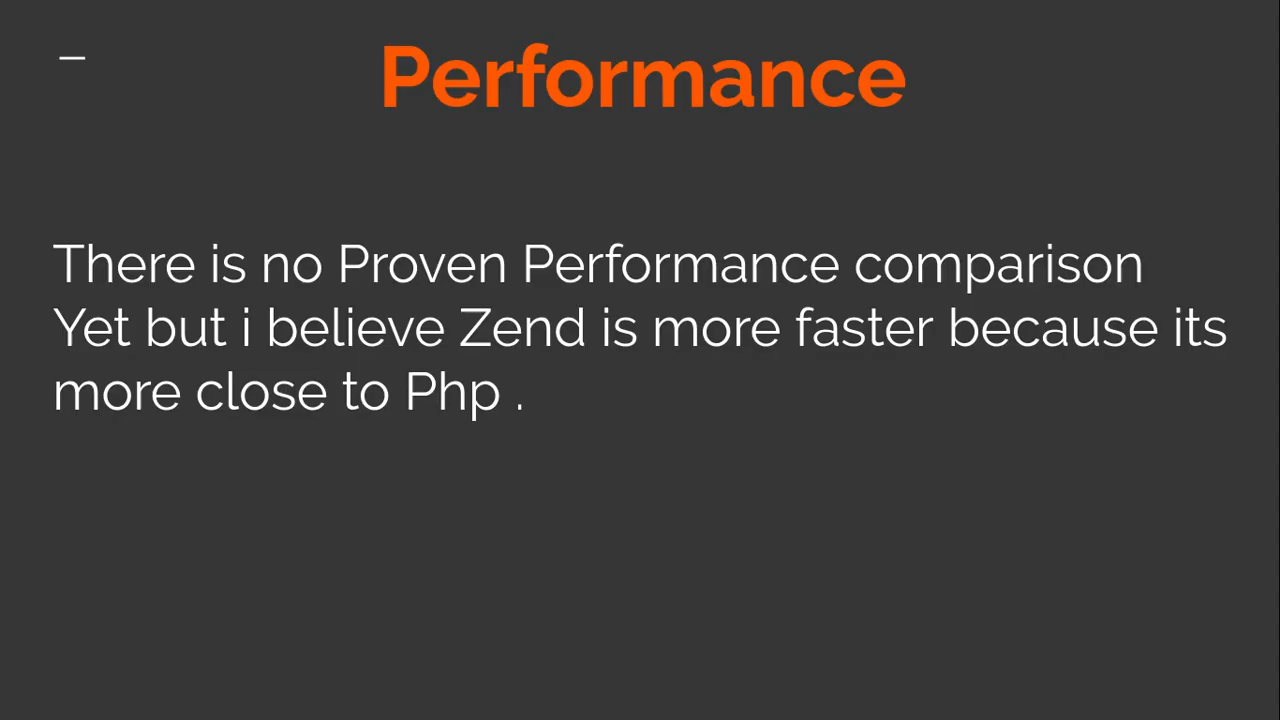 Performance
There is no Proven Performance comparison
Yet but i believe Zend is more faster because its
more close to Php .